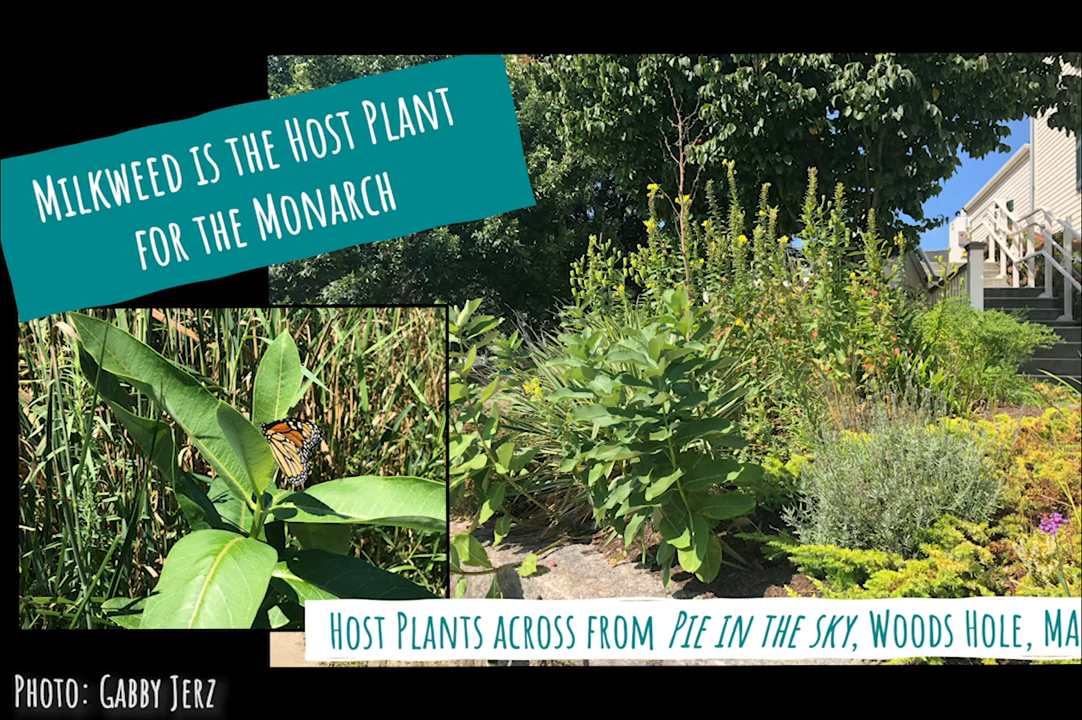 Milkweed is the Host Plant
for the Monarch
Host Plants across from Pie in the sky, Woods Hole, MA
Photo: Gabby Jerz